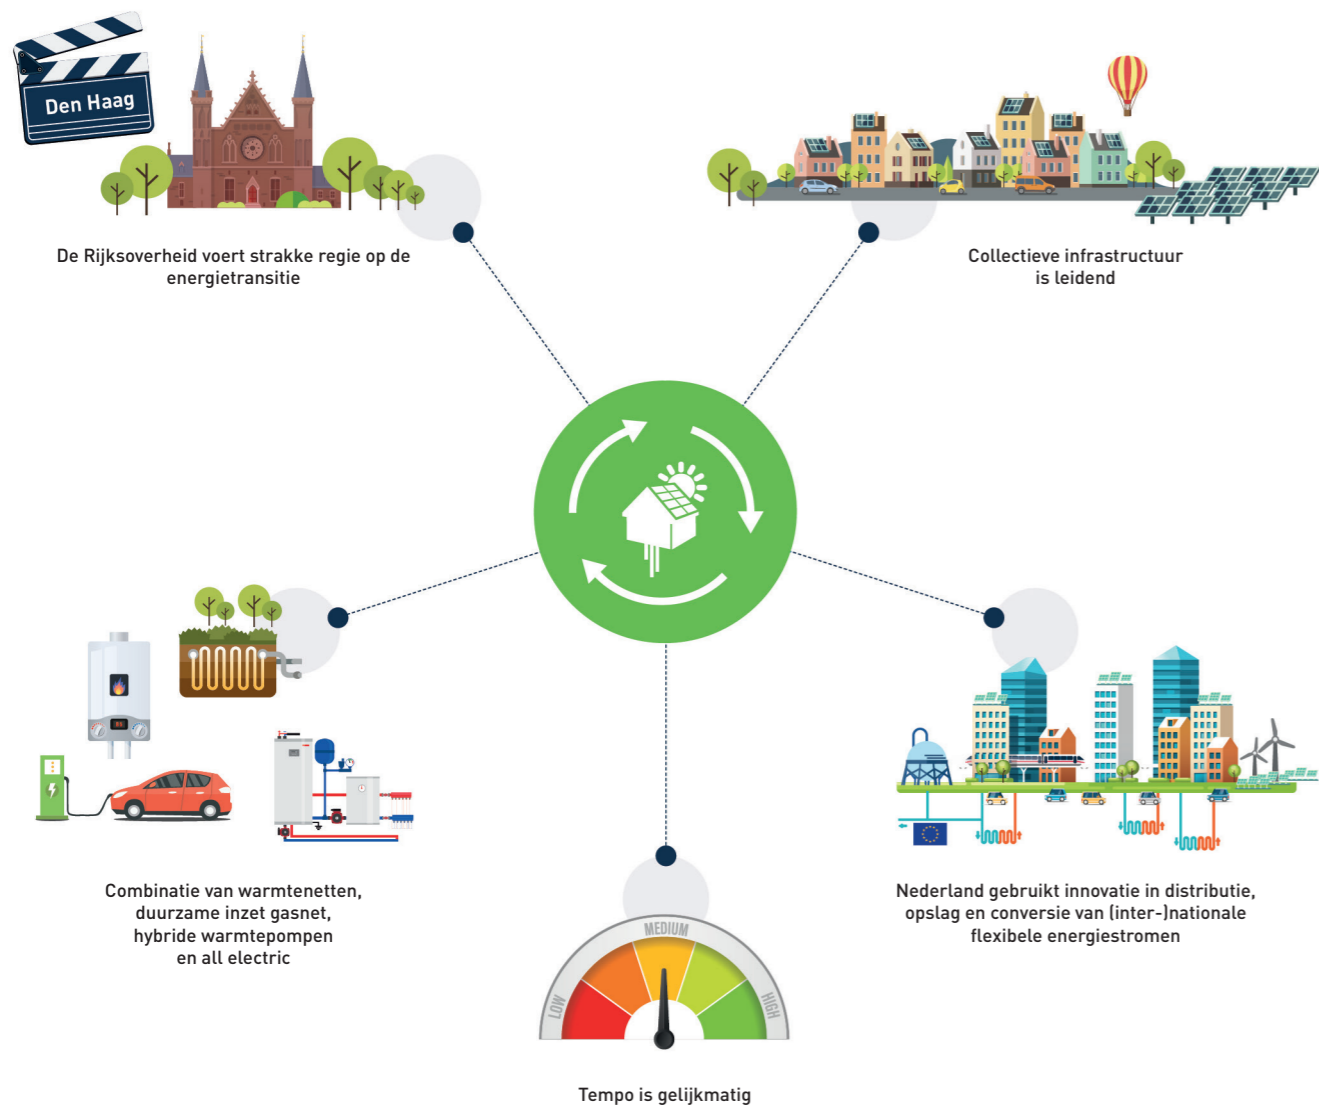 Den Haag
De Rijksoverheid voert strakke regie op de
energietransitie
Collectieve infrastructuur
is leidend
Combinatie van warmtenetten,
duurzame inzet gasnet,
hybride warmtepompen
en all electric
Nederland gebruikt innovatie in distributie,
opslag en conversie van (inter-)nationale
flexibele energiestromen
LOW
MEDIUM
HIGH
Tempo is gelijkmatig